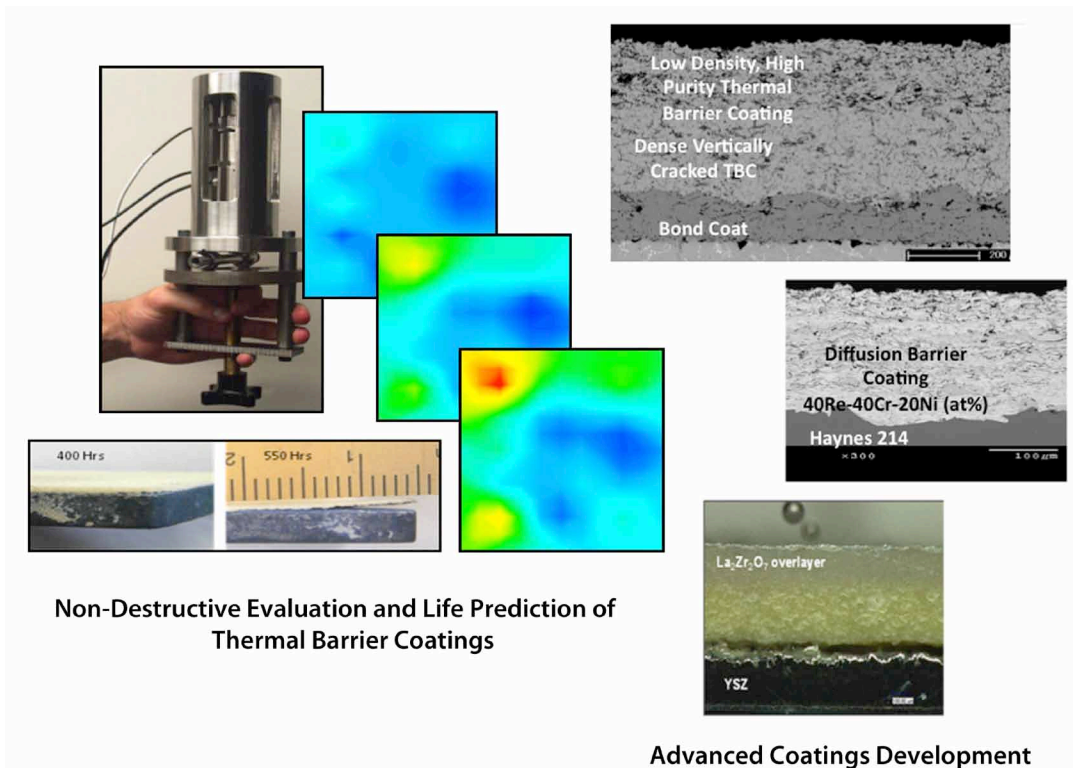 Low Density, High
Purity Thermal
Barrier Coating
Dense Vertically
Cracked TBC
Bond Coat
200
Diffusion Barrier
Coating
40Re-40Cr-20Ni (at%)
Haynes 214
×300
100μm
400 Hrs
2
550 Hrs
1
La₂Zr₂O₇ overlayer
YSZ
Non-Destructive Evaluation and Life Prediction of
Thermal Barrier Coatings
Advanced Coatings Development